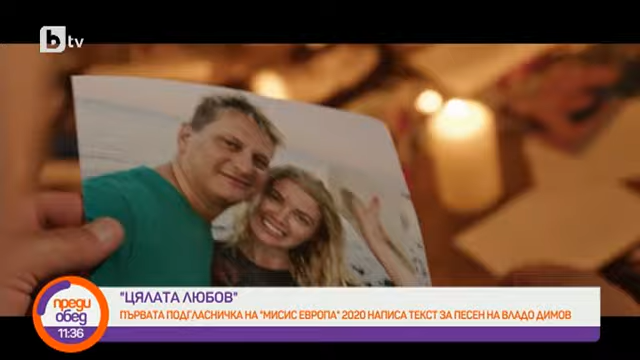 btv
"ЦЯЛАТА ЛЮБОВ"
преди
обед
11:36
ПЪРВАТА ПОДГЛАСНИЧКА НА "МИСИС ЕВРОПА" 2020 НАПИСА ТЕКСТ ЗА ПЕСЕН НА ВЛАДО ДИМОВ